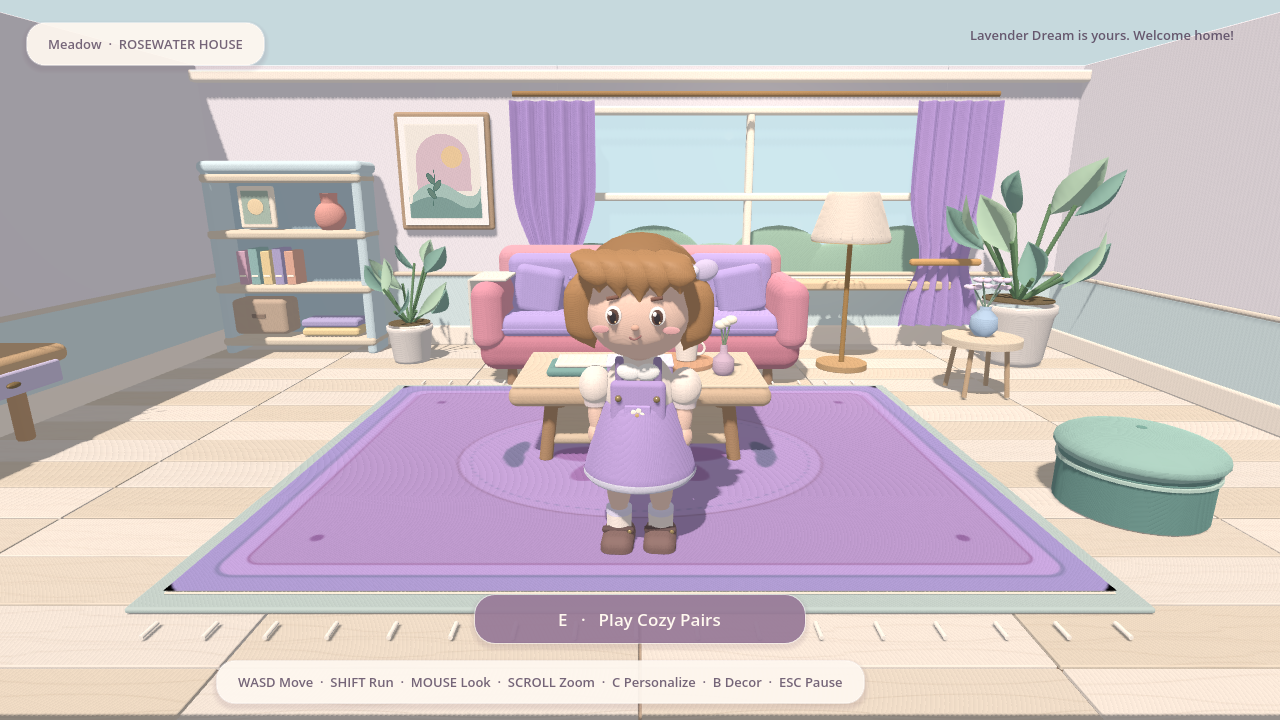 Meadow · ROSEWATER HOUSE
Lavender Dream is yours. Welcome home!
E · Play Cozy Pairs
WASD Move · SHIFT Run · MOUSE Look · SCROLL Zoom · C Personalize · B Decor · ESC Pause